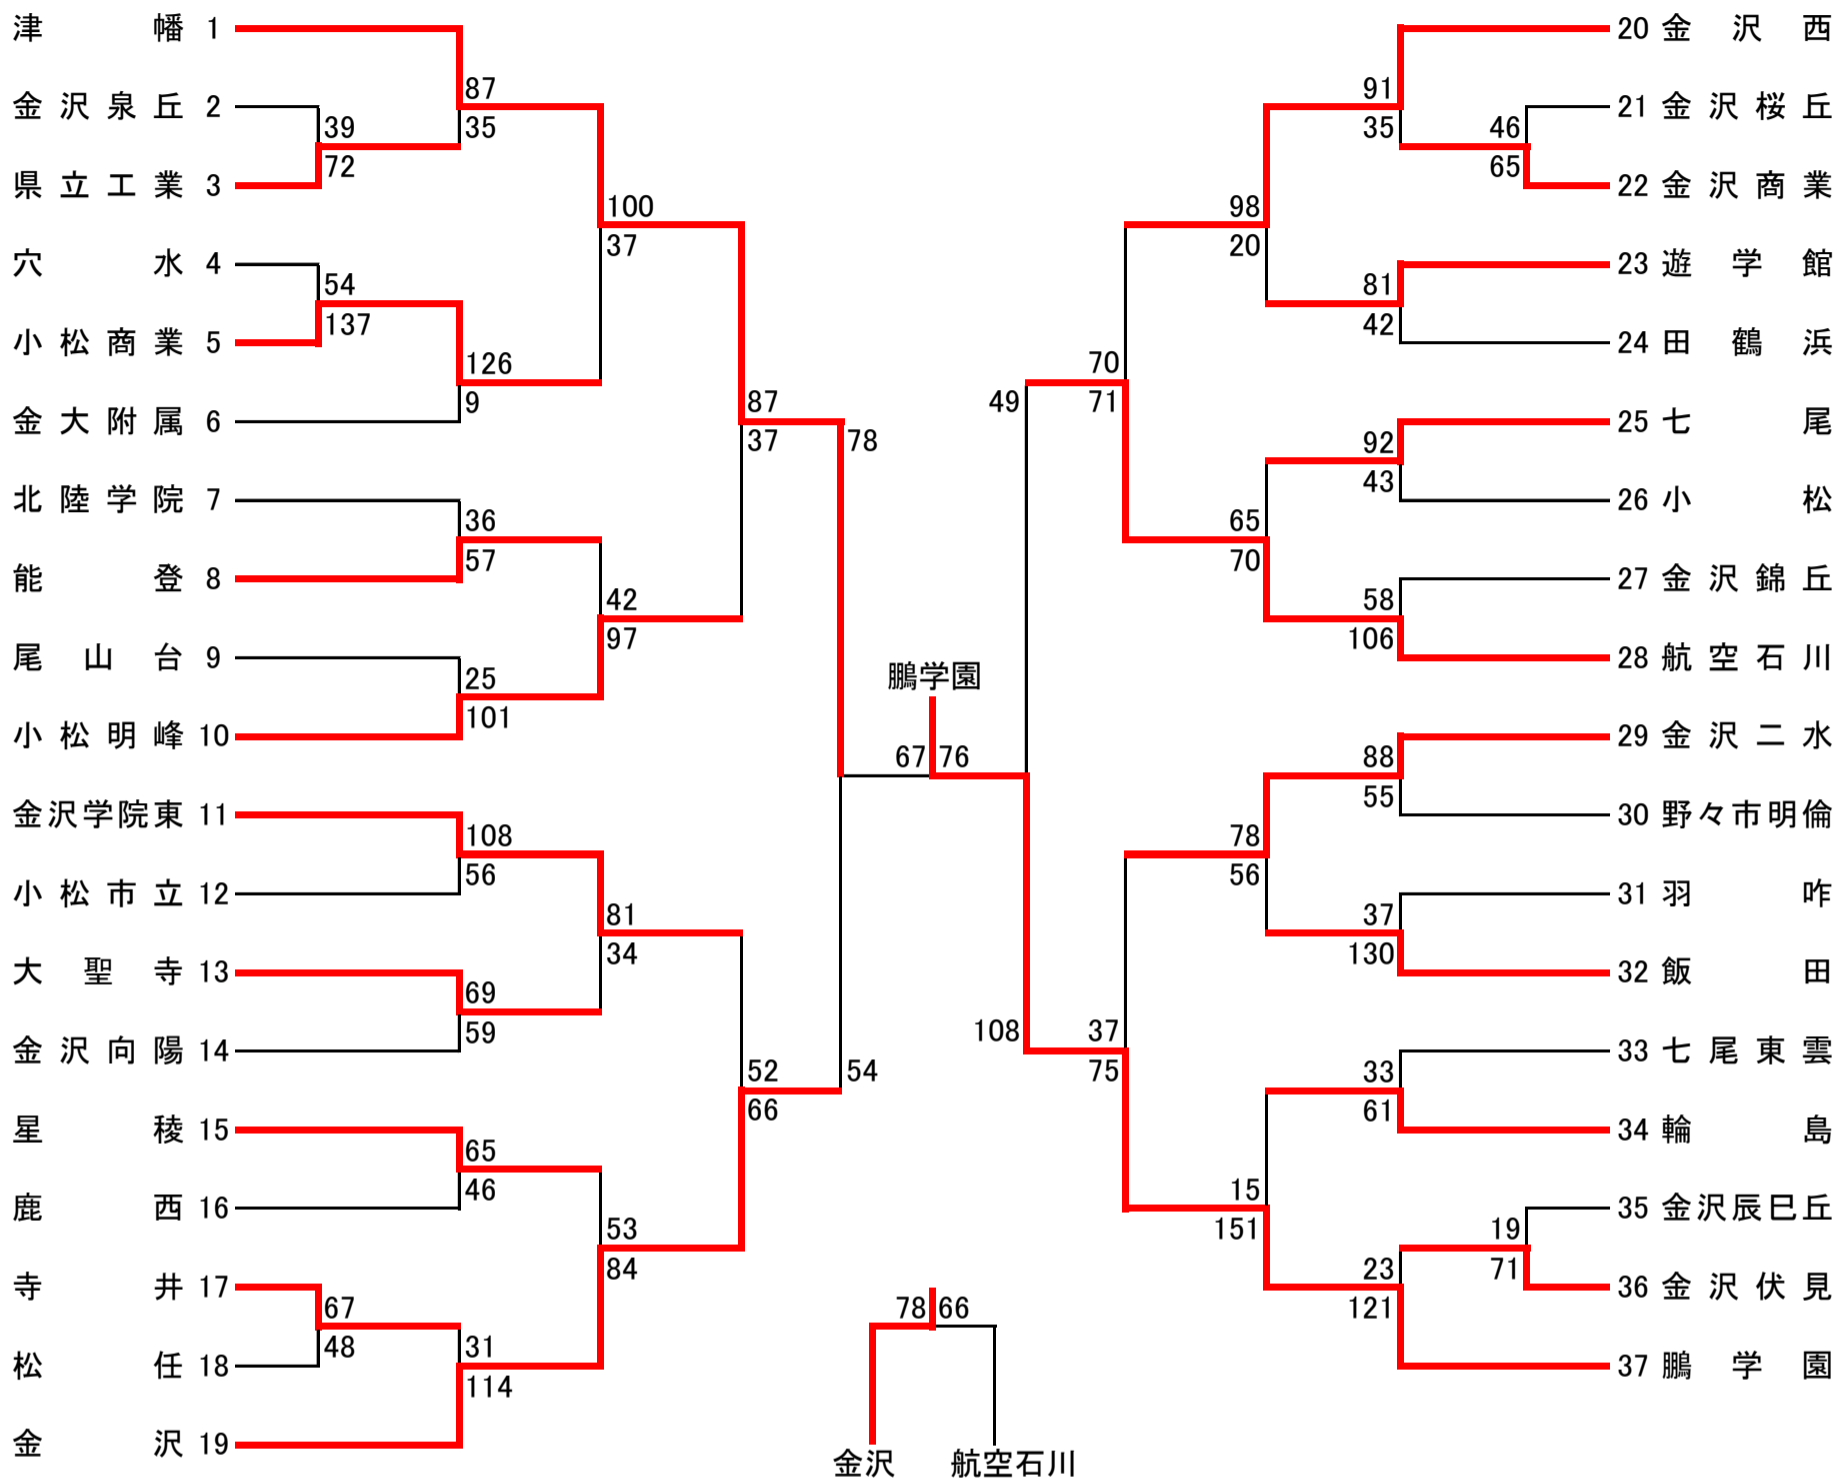 津幡 1
金沢泉丘 2
県立工業 3
穴水 4
小松商業 5
金大附属 6
北陸学院 7
能登 8
尾山台 9
小松明峰 10
金沢学院東 11
小松市立 12
大聖寺 13
金沢向陽 14
星稜 15
鹿西 16
寺井 17
松任 18
金沢 19
39
72
54
137
67
48
87
35
126
9
36
57
25
101
108
56
69
59
65
46
31
114
100
37
42
97
81
34
53
84
87
37
52
66
78
54
鵬学園
67 76
49
108
70
71
37
75
98
20
65
70
78
56
15
151
91
35
81
42
92
43
58
106
88
55
37
130
33
61
23
121
46
65
19
71
20 金沢西
21 金沢桜丘
22 金沢商業
23 遊学館
24 田鶴浜
25 七尾
26 小松
27 金沢錦丘
28 航空石川
29 金沢二水
30 野々市明倫
31 羽咋
32 飯田
33 七尾東雲
34 輪島
35 金沢辰巳丘
36 金沢伏見
37 鵬学園
78 66
金沢 航空石川